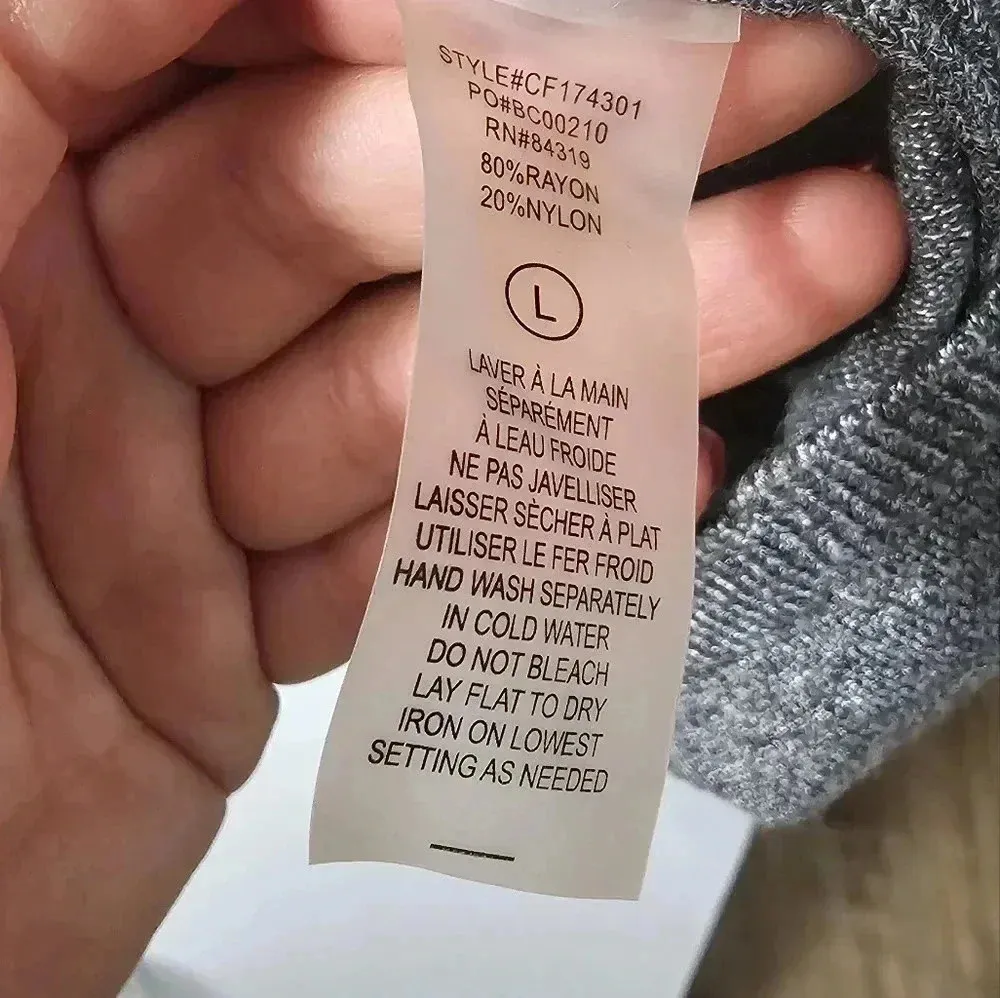 STYLE#CF174301
PO#BC00210
RN#84319
80%RAYON
20%NYLON
L
LAVER À LA MAIN
SÉPARÉMENT
À LEAU FROIDE
NE PAS JAVELLISER
LAISSER SÈCHER À PLAT
UTILISER LE FER FROID
HAND WASH SEPARATELY
IN COLD WATER
DO NOT BLEACH
LAY FLAT TO DRY
IRON ON LOWEST
SETTING AS NEEDED